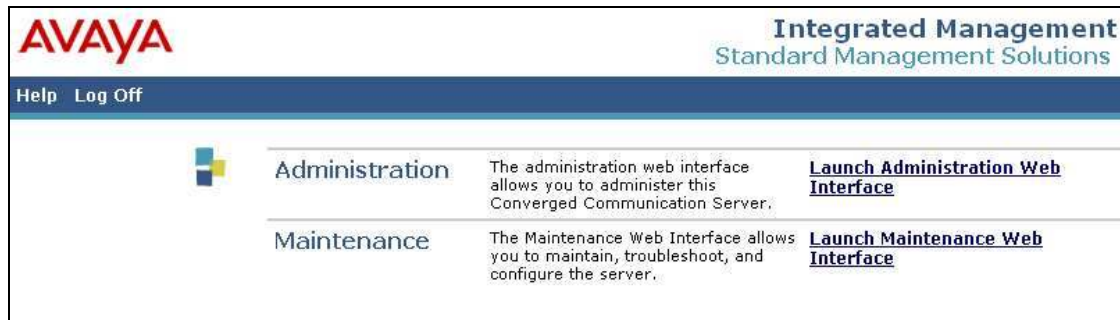 AVAYA
Integrated Management
Standard Management Solutions
Help Log Off
Administration
The administration web interface
allows you to administer this
Converged Communication Server.
Launch Administration Web
Interface
Maintenance
The Maintenance Web Interface allows
you to maintain, troubleshoot, and
configure the server.
Launch Maintenance Web
Interface